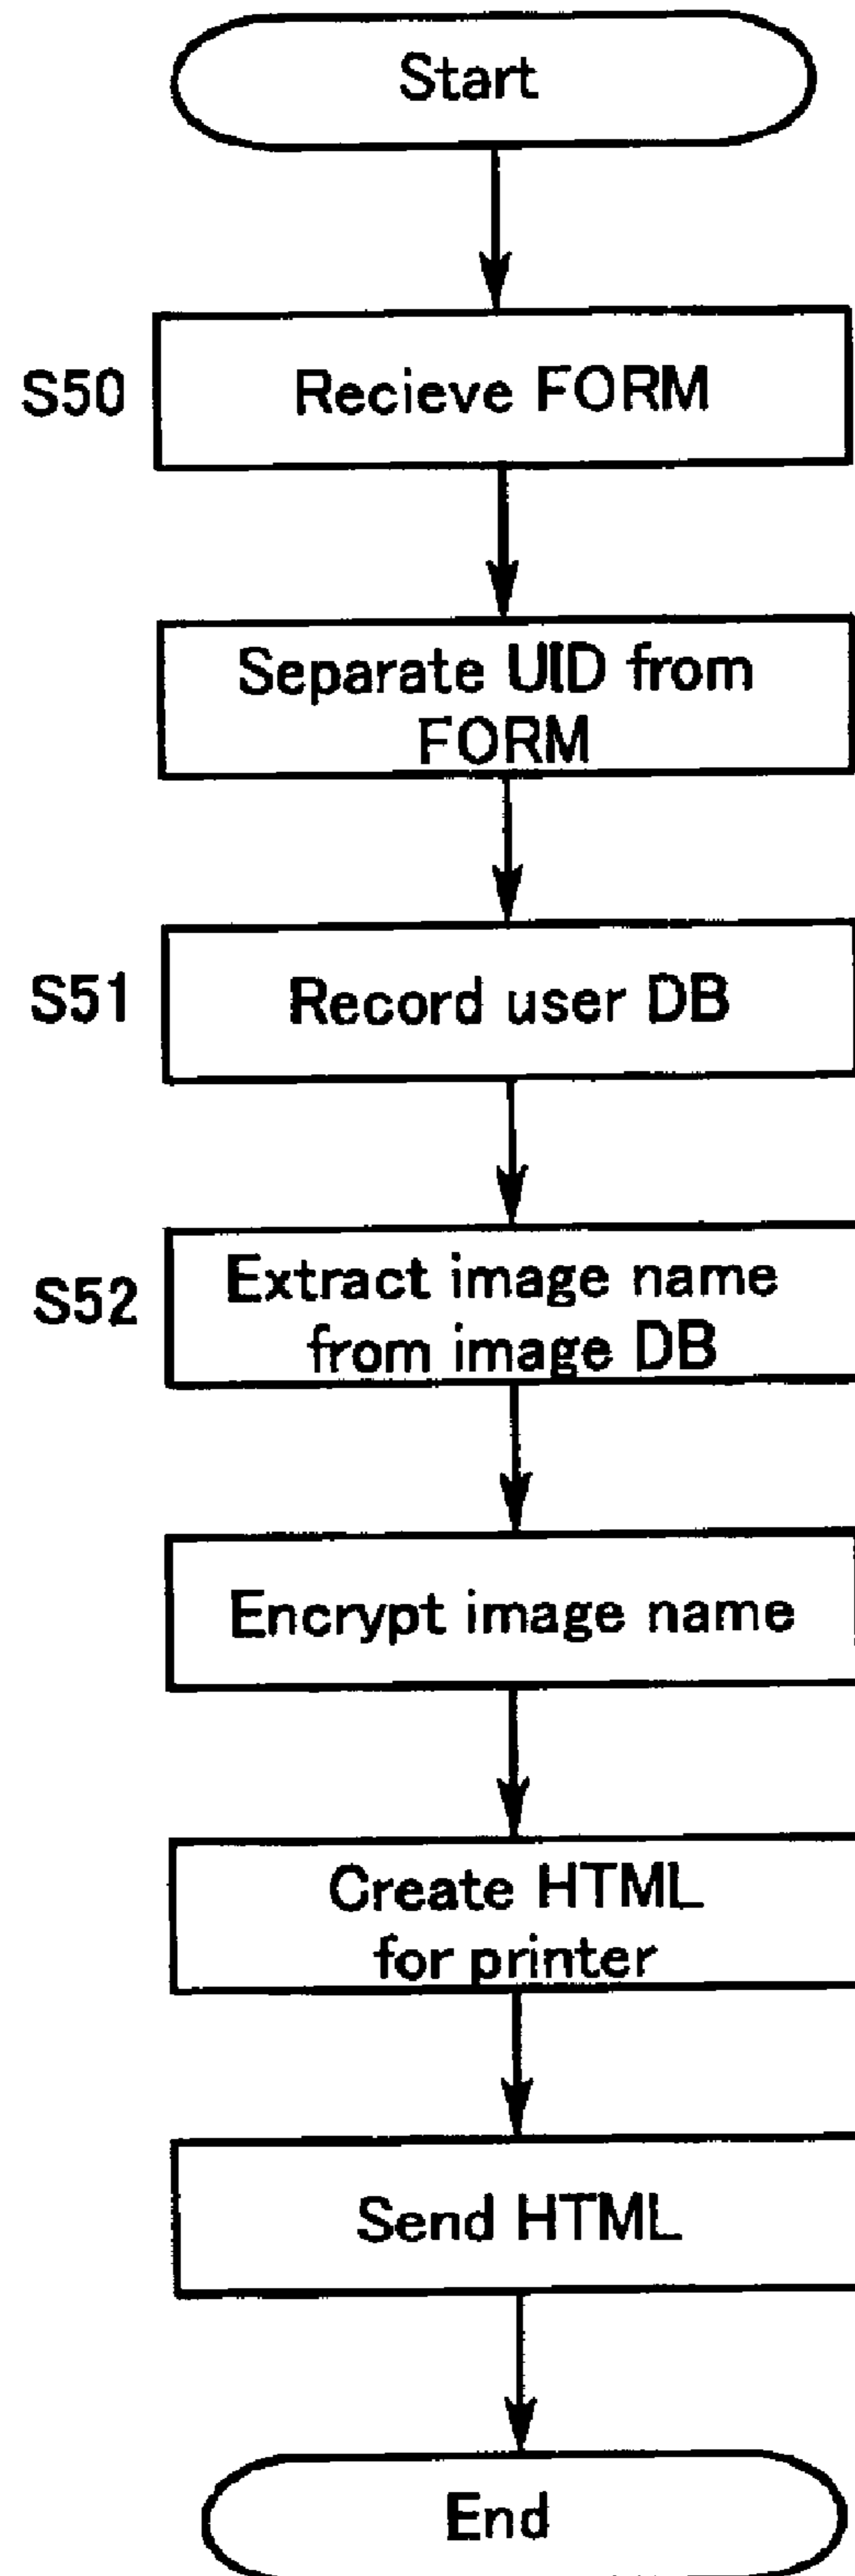 Start
S50
Recieve FORM
Separate UID from
FORM
S51
Record user DB
S52
Extract image name
from image DB
Encrypt image name
Create HTML
for printer
Send HTML
End